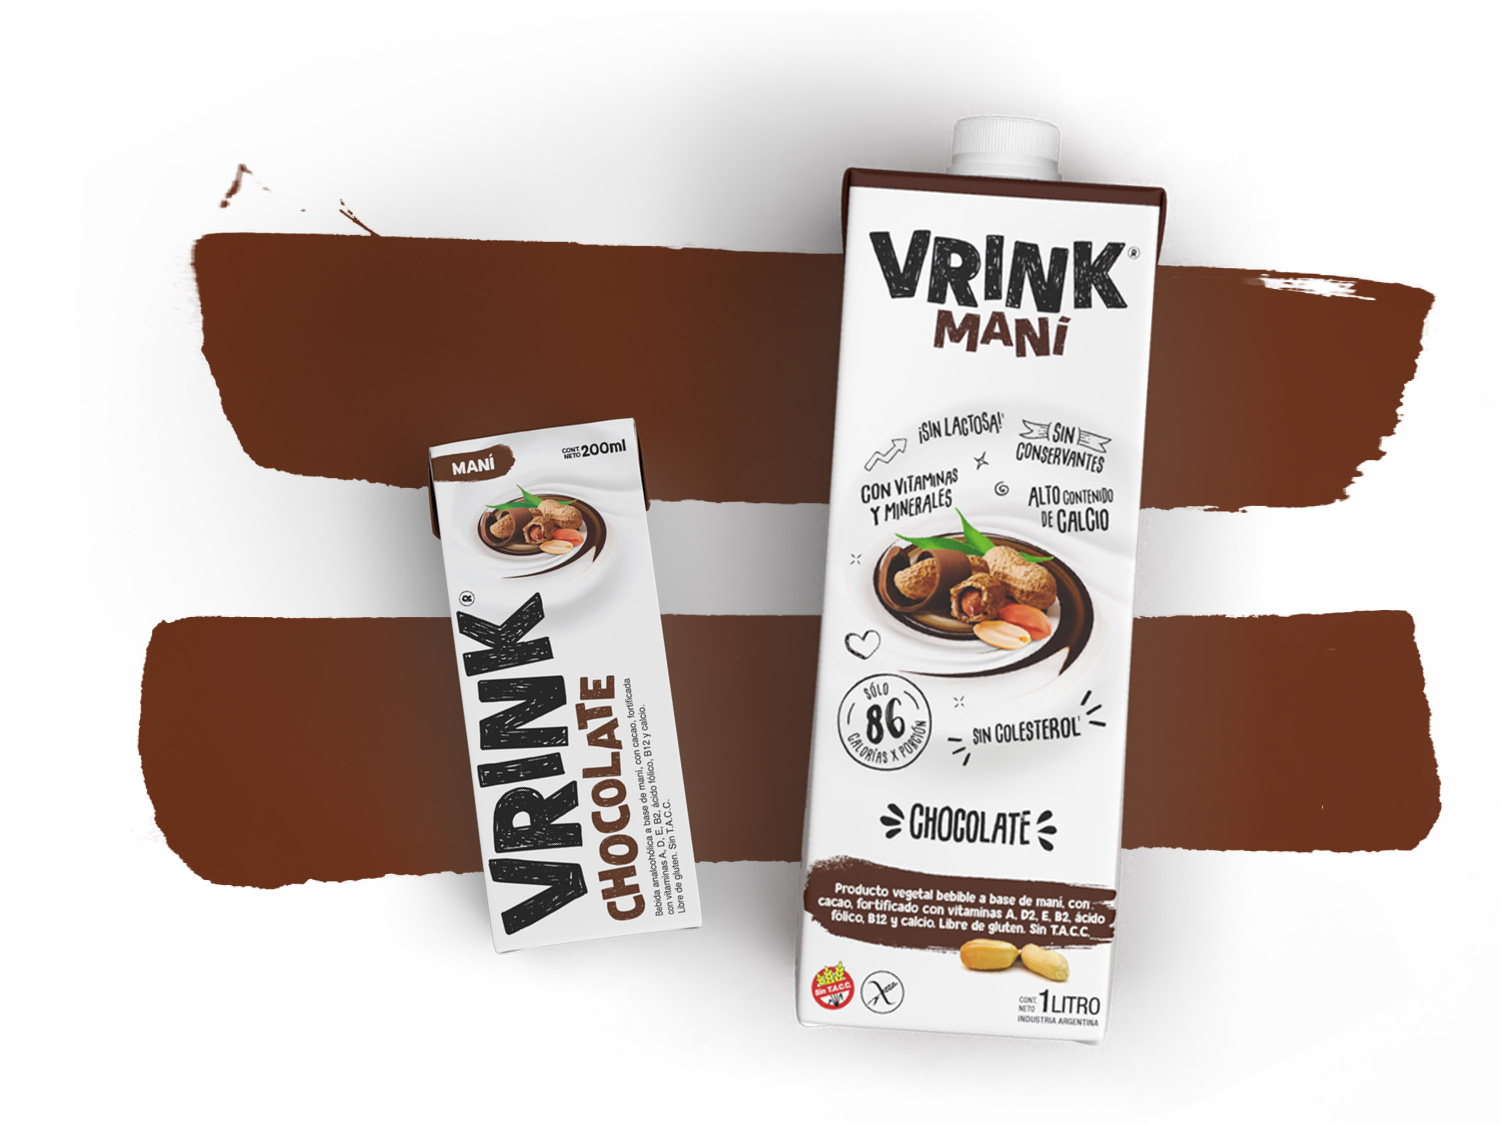 MANÍ
CONT.
NETO 200ml
VRINK®
CHOCOLATE
Bebida analcohólica a base de maní, con cacao, fortificada
con vitaminas A, D, E, B2, ácido fólico, B12 y calcio.
Libre de gluten. Sin T.A.C.C.
VRINK®
MANÍ
¡SIN LACTOSA!
SIN
CONSERVANTES
CON VITAMINAS
Y MINERALES
ALTO CONTENIDO
DE CALCIO
SÓLO
86
CALORÍAS X PORCIÓN
SIN COLESTEROL
CHOCOLATE
Producto vegetal bebible a base de maní, con
cacao, fortificado con vitaminas A, D2, E, B2, ácido
fólico, B12 y calcio. Libre de gluten. Sin T.A.C.C.
Sin T.A.C.C.
CONT.
NETO 1 LITRO
INDUSTRIA ARGENTINA